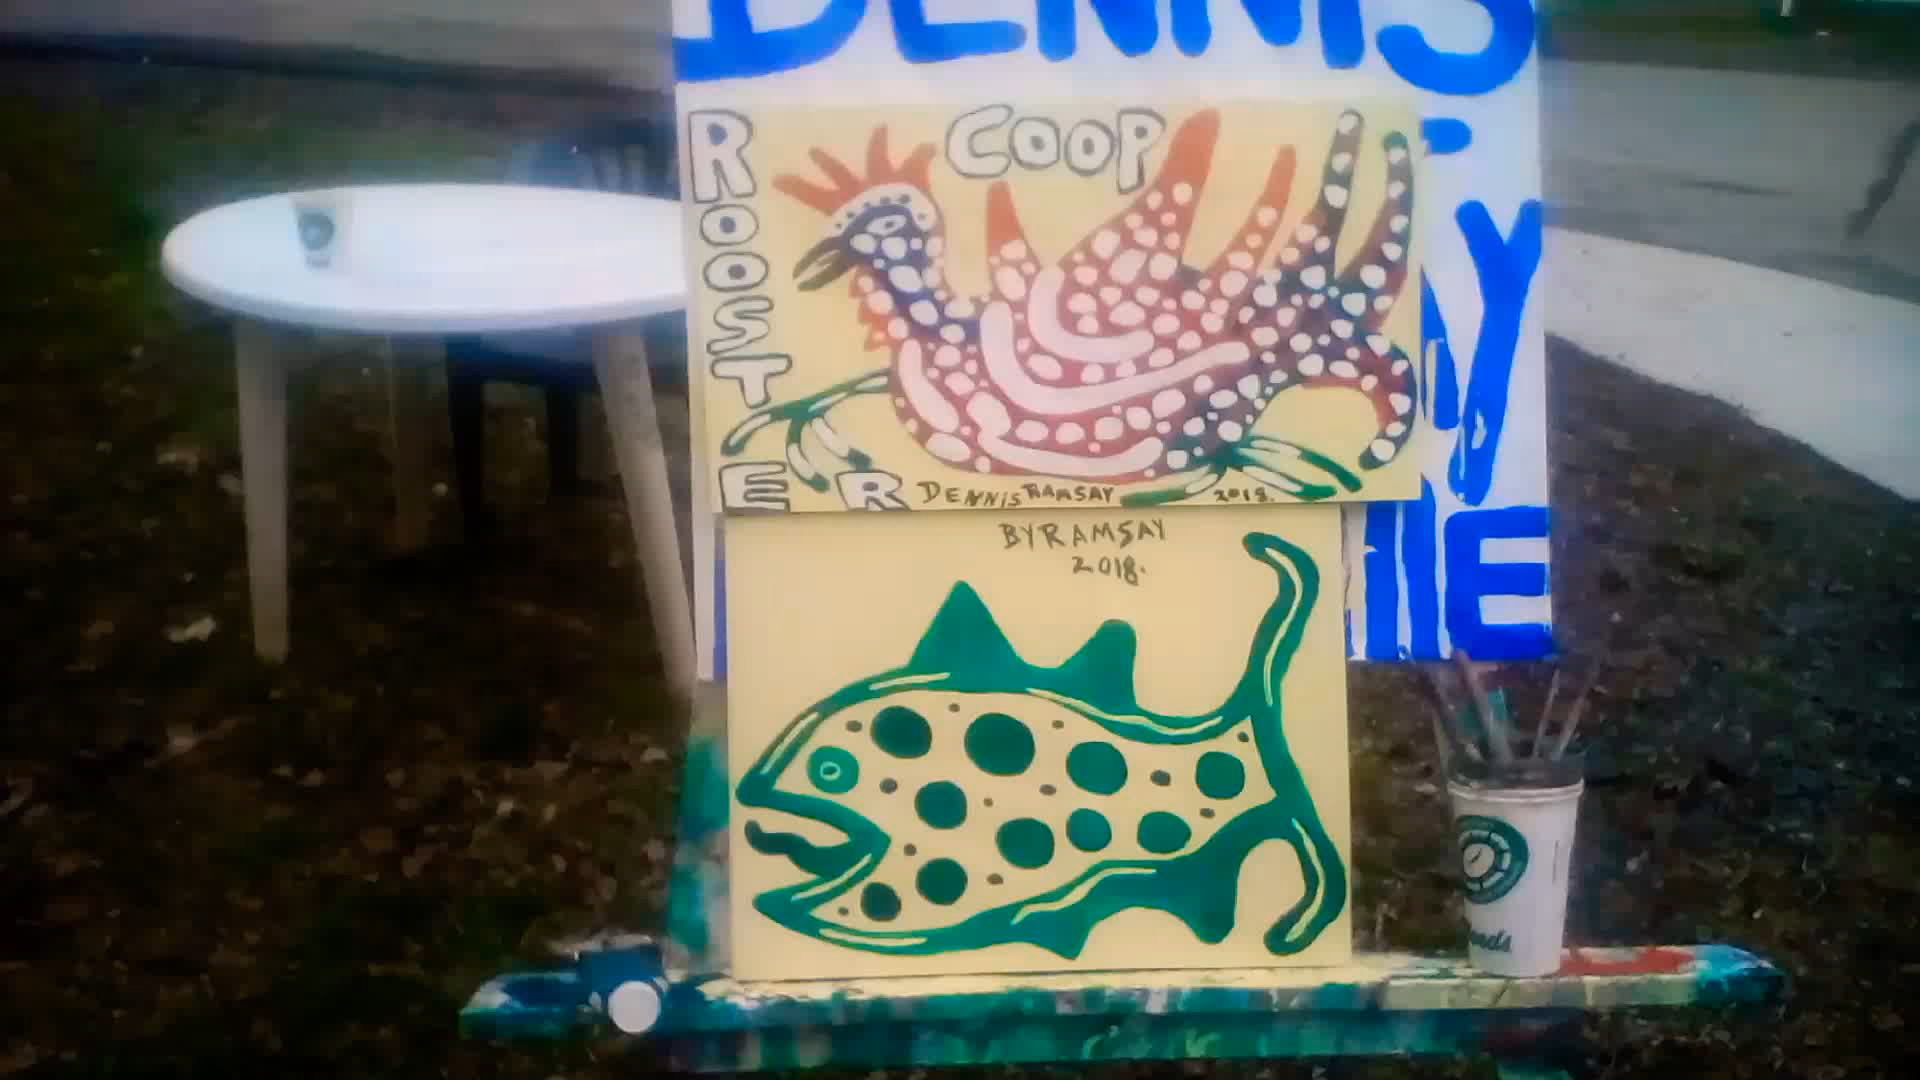 DENNIS
COOP
ROOSTER
DENNIS RAMSAY 2018.
BY RAMSAY
2018.